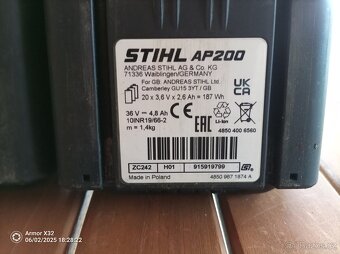 STIHL AP200
ANDREAS STIHL AG & Co. KG
71336 Waiblingen/GERMANY
For GB: ANDREAS STIHL Ltd.
Camberley GU15 3YT / GB
20 x 3,6 V x 2,6 Ah = 187 Wh
UK
CA
36 V ⎓ 4,8 Ah
10INR19/66-2
m = 1,4kg
Li-Ion
EAC
4850 400 6560
ZC242 H01 915919799
Made in Poland
4850 967 1874 A
Armor X32
06/02/2025 18:28:22